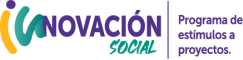 iNNOVACIÓN
SOCIAL
Programa de
estímulos a
proyectos.